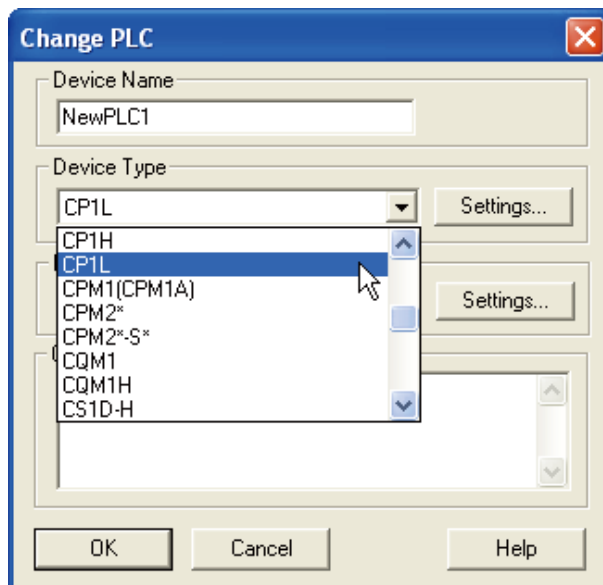 Change PLC
Device Name
NewPLC1
Device Type
CP1L
Settings...
CP1H
CP1L
CPM1(CPM1A)
CPM2*
CPM2*-S*
CQM1
CQM1H
CS1D-H
Settings...
OK
Cancel
Help